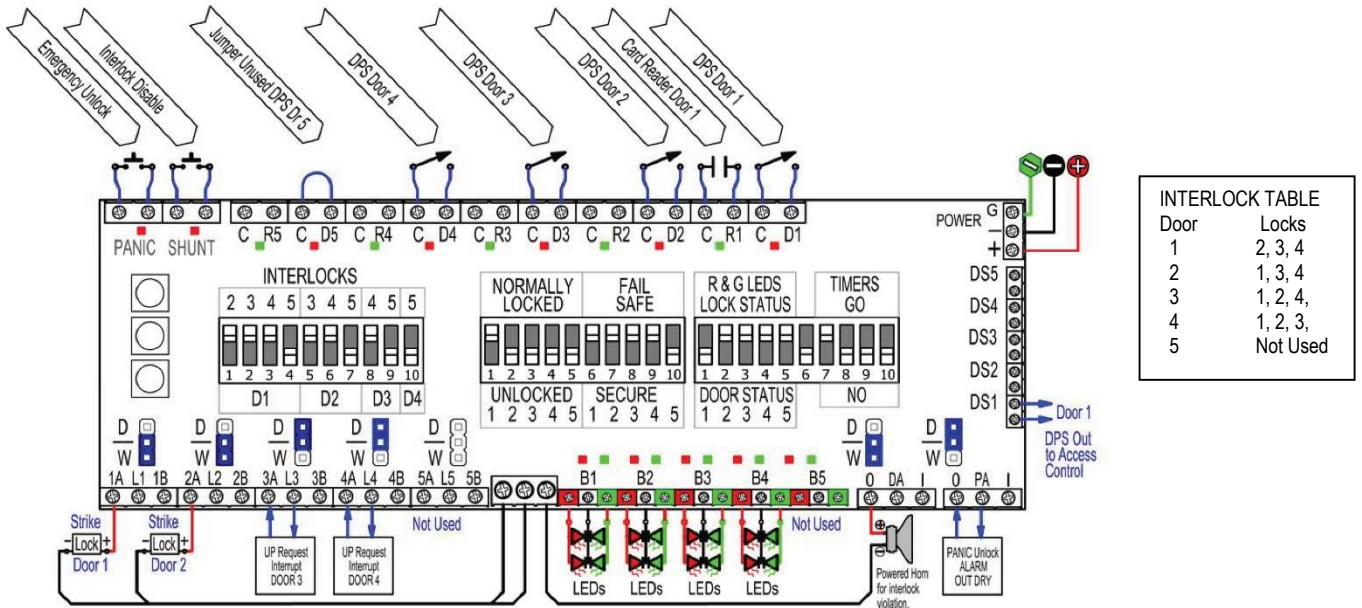 Emergency Unlock
Interlock Disable
Jumper Unused DPS Dr 5
DPS Door 4
DPS Door 3
DPS Door 2
Card Reader Door 1
DPS Door 1
PANIC SHUNT
C R5 C D5 C R4 C D4 C R3 C D3 C R2 C D2 C R1 C D1
POWER G
−
+
DS5
DS4
DS3
DS2
DS1
Door 1
DPS Out
to Access
Control
INTERLOCKS
2 3 4 5 3 4 5 4 5 5
1 2 3 4 5 6 7 8 9 10
D1 D2 D3 D4
NORMALLY
LOCKED
FAIL
SAFE
1 2 3 4 5 6 7 8 9 10
UNLOCKED SECURE
1 2 3 4 5 1 2 3 4 5
R & G LEDS
LOCK STATUS
TIMERS
GO
1 2 3 4 5 6 7 8 9 10
DOOR STATUS
NO
1 2 3 4 5
D
W
D
W
D
W
D
W
D
W
D
W
D
W
1A L1 1B 2A L2 2B 3A L3 3B 4A L4 4B 5A L5 5B
B1 B2 B3 B4 B5
O DA I O PA I
Strike
- Lock +
Door 1
Strike
- Lock +
Door 2
UP Request
Interrupt
DOOR 3
UP Request
Interrupt
DOOR 4
Not Used
LEDs LEDs LEDs LEDs
Not Used
Powered Horn
for interlock
violation.
PANIC Unlock
ALARM
OUT DRY
INTERLOCK TABLE
Door Locks
1 2, 3, 4
2 1, 3, 4
3 1, 2, 4,
4 1, 2, 3,
5 Not Used